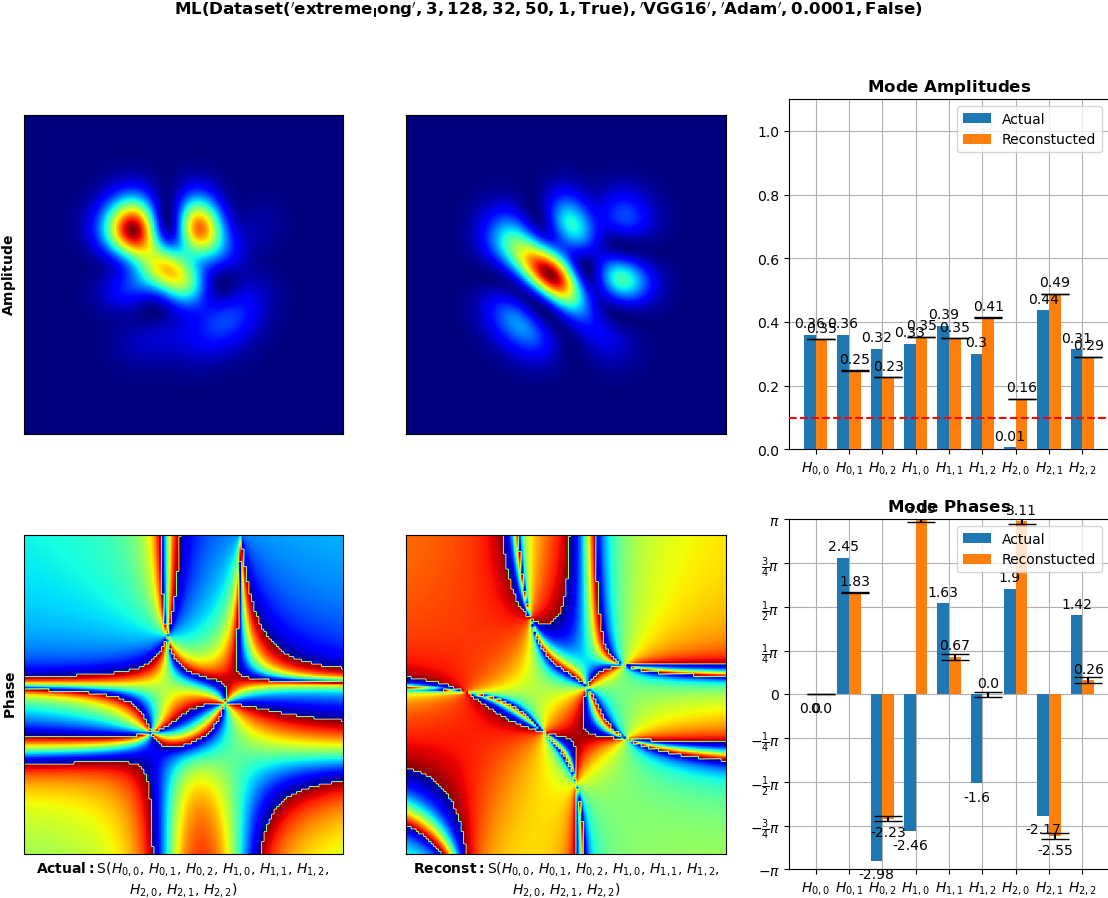 ML(Dataset('extreme_long', 3, 128, 32, 50, 1, True), 'VGG16', 'Adam', 0.0001, False)
Mode Amplitudes
Actual
Reconstucted
1.0
0.8
0.6
0.4
0.2
0.0
0.36 0.35 0.36 0.25 0.32 0.23 0.33 0.35 0.39 0.35 0.3 0.41 0.01 0.16 0.44 0.49 0.31 0.29
H0,0 H0,1 H0,2 H1,0 H1,1 H1,2 H2,0 H2,1 H2,2
Amplitude
Mode Phases
Actual
Reconstucted
π
3/4π
1/2π
1/4π
0
−1/4π
−1/2π
−3/4π
−π
0.0 0.0 2.45 1.83 -2.98 -2.23 -2.46 1.63 0.67 -1.6 0.0 1.9 3.11 -2.17 -2.55 1.42 0.26
H0,0 H0,1 H0,2 H1,0 H1,1 H1,2 H2,0 H2,1 H2,2
Phase
Actual: S(H0,0, H0,1, H0,2, H1,0, H1,1, H1,2,
H2,0, H2,1, H2,2)
Reconst: S(H0,0, H0,1, H0,2, H1,0, H1,1, H1,2,
H2,0, H2,1, H2,2)